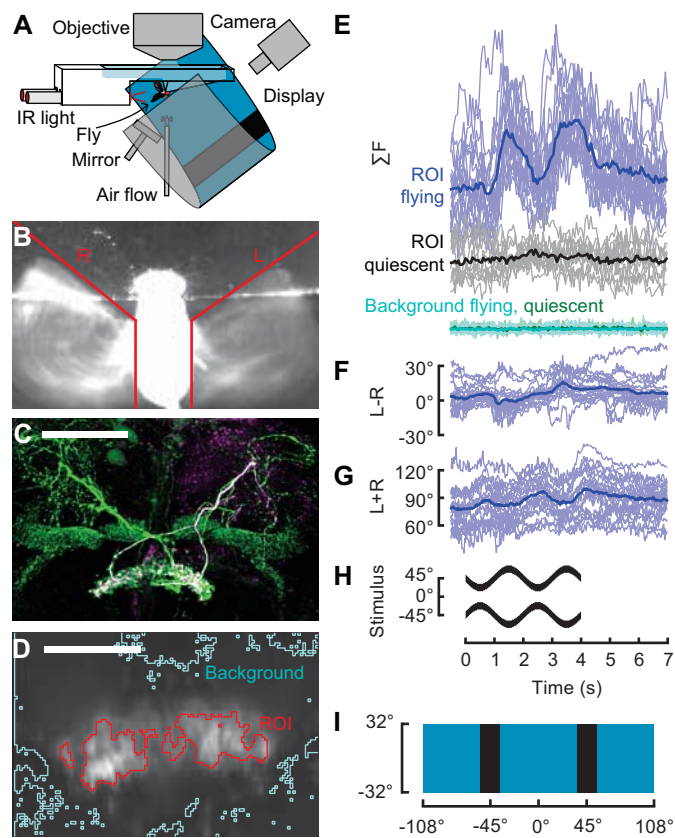 A
Objective
Camera
Display
IR light
Fly
Mirror
Air flow
B
R
L
C
D
Background
ROI
E
ΣF
ROI
flying
ROI
quiescent
Background flying, quiescent
F
L-R
30°
0°
-30°
G
L+R
120°
90°
60°
H
Stimulus
45°
0°
-45°
0 1 2 3 4 5 6 7
Time (s)
I
32°
-32°
-108° -45° 0° 45° 108°